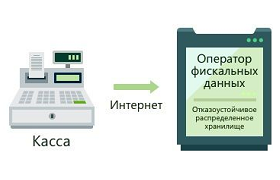 Оператор
фискальных
данных
Отказоустойчивое
распределенное
хранилище
Интернет
Касса